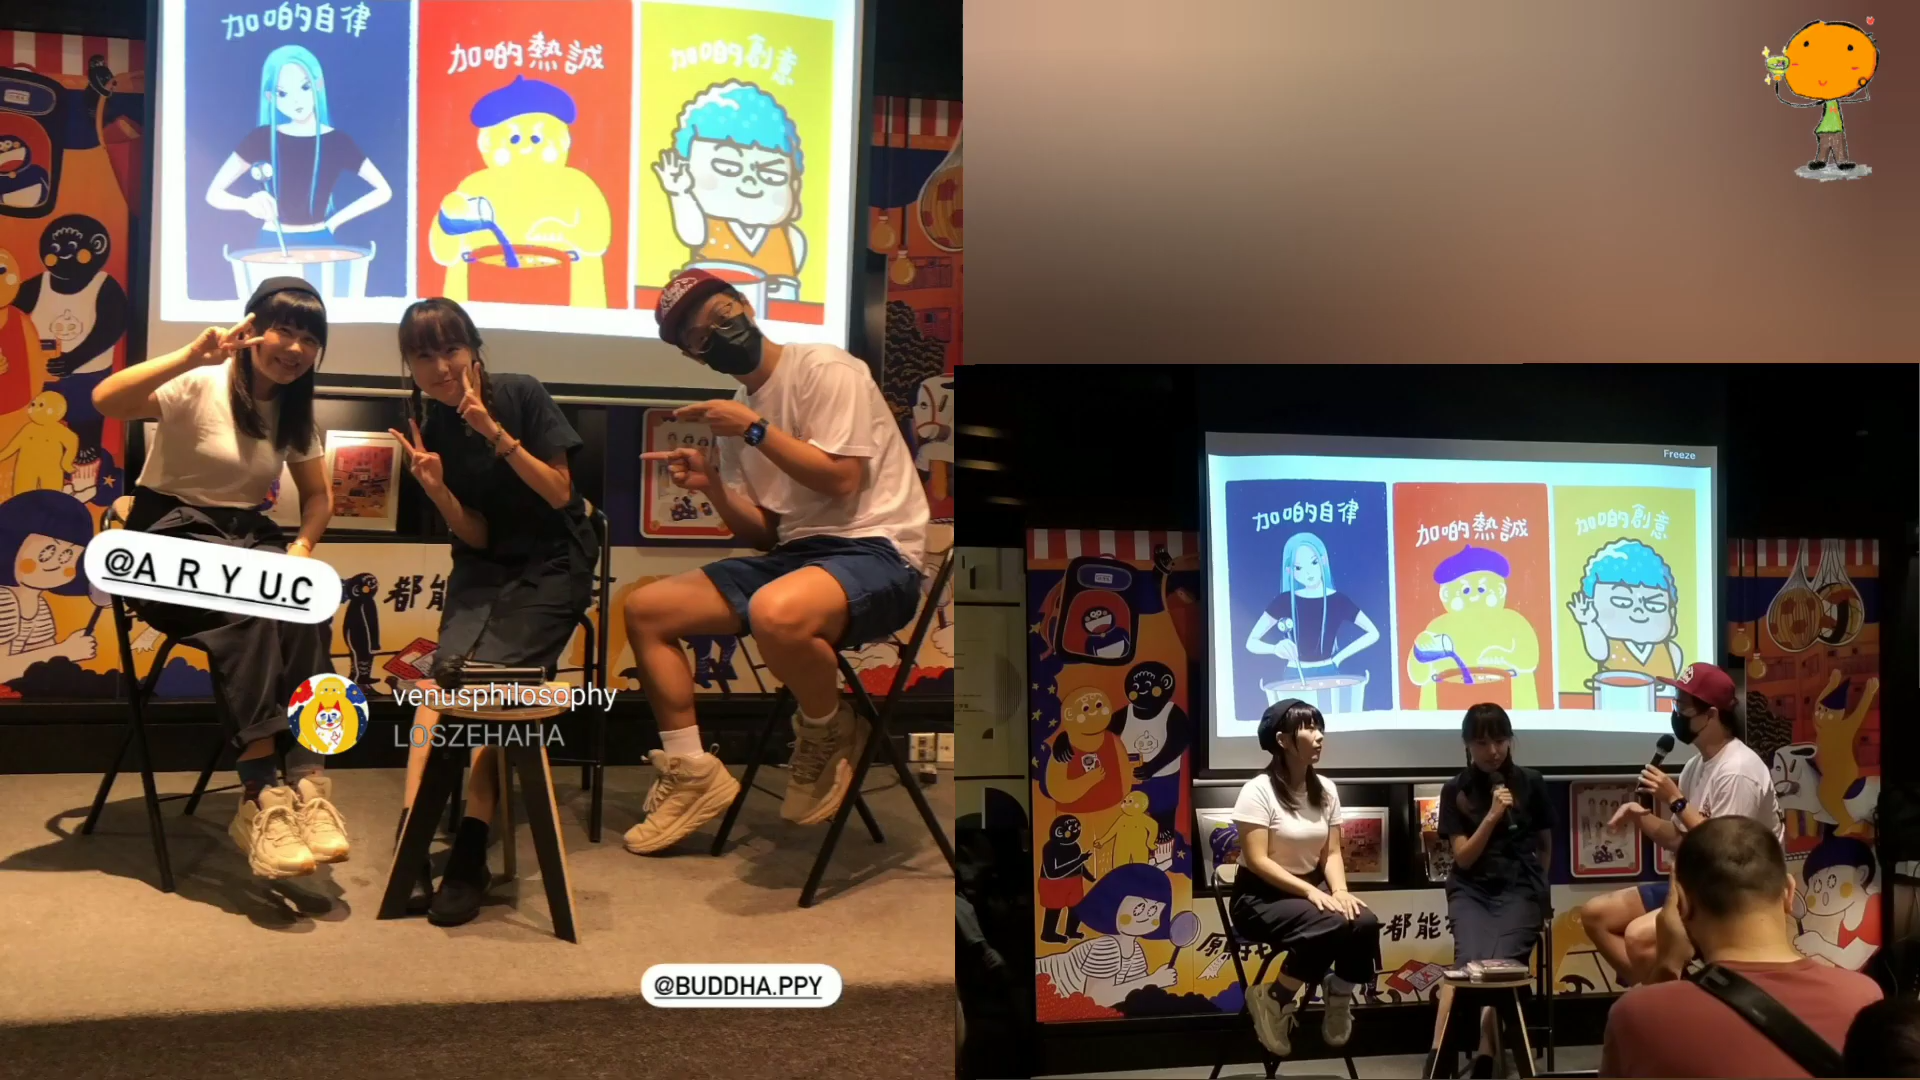 加啲自律
加啲熱誠
加啲創意
@A R Y U.C
都能
venusphilosophy
LOSZEHAHA
@BUDDHA.PPY
Freeze
加啲自律
加啲熱誠
加啲創意
都能